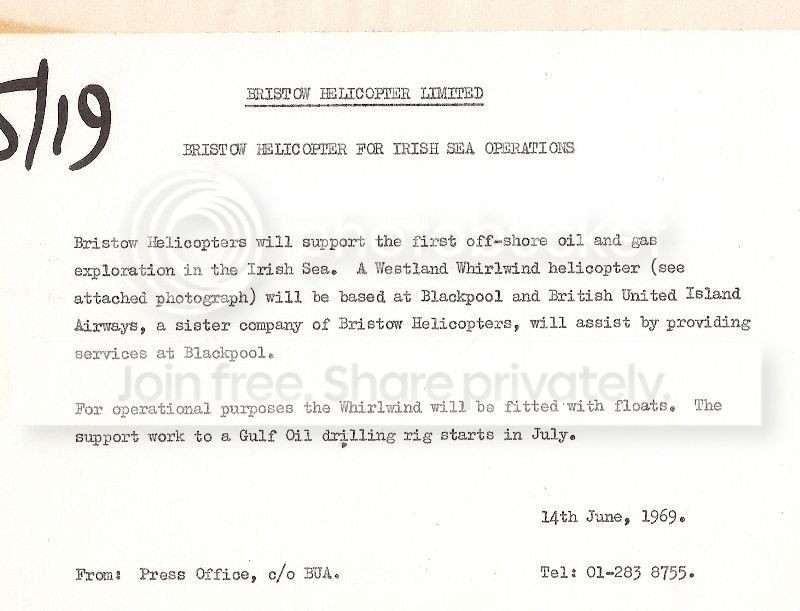 5/19
BRISTOW HELICOPTER LIMITED
BRISTOW HELICOPTER FOR IRISH SEA OPERATIONS
Bristow Helicopters will support the first off-shore oil and gas
exploration in the Irish Sea. A Westland Whirlwind helicopter (see
attached photograph) will be based at Blackpool and British United Island
Airways, a sister company of Bristow Helicopters, will assist by providing
services at Blackpool.
Join free. Share privately.
For operational purposes the Whirlwind will be fitted with floats. The
support work to a Gulf Oil drilling rig starts in July.
14th June, 1969.
From: Press Office, c/o BUA.
Tel: 01-283 8755.